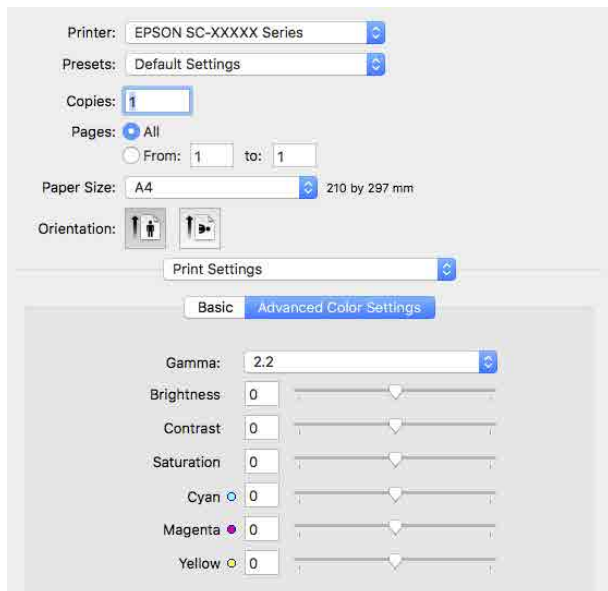 Printer: EPSON SC-XXXXX Series
Presets: Default Settings
Copies: 1
Pages: All
From: 1 to: 1
Paper Size: A4 210 by 297 mm
Orientation:
Print Settings
Basic Advanced Color Settings
Gamma: 2.2
Brightness 0
Contrast 0
Saturation 0
Cyan 0
Magenta 0
Yellow 0